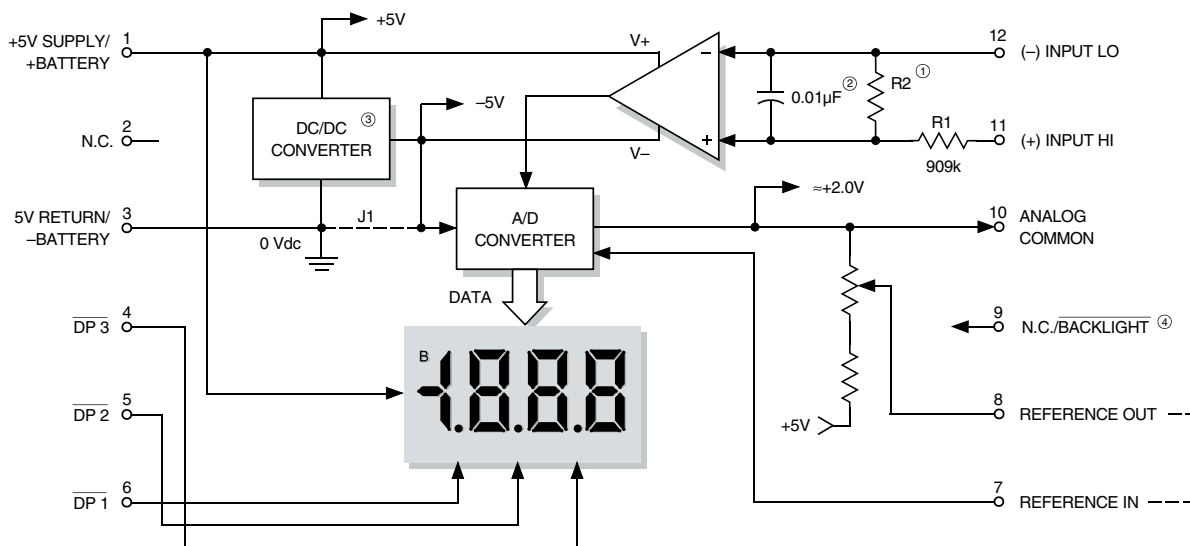 +5V SUPPLY/
+BATTERY
1
+5V
V+
12
(–) INPUT LO
–
0.01µF ②
R2 ①
–5V
DC/DC ③
CONVERTER
2
N.C.
+
V–
R1
909k
11
(+) INPUT HI
5V RETURN/
–BATTERY
3
0 Vdc
J1
A/D
CONVERTER
≈+2.0V
10
ANALOG
COMMON
DATA
DP 3
4
9
N.C./BACKLIGHT ④
B
-1.8.8.8
DP 2
5
+5V
8
REFERENCE OUT
DP 1
6
7
REFERENCE IN